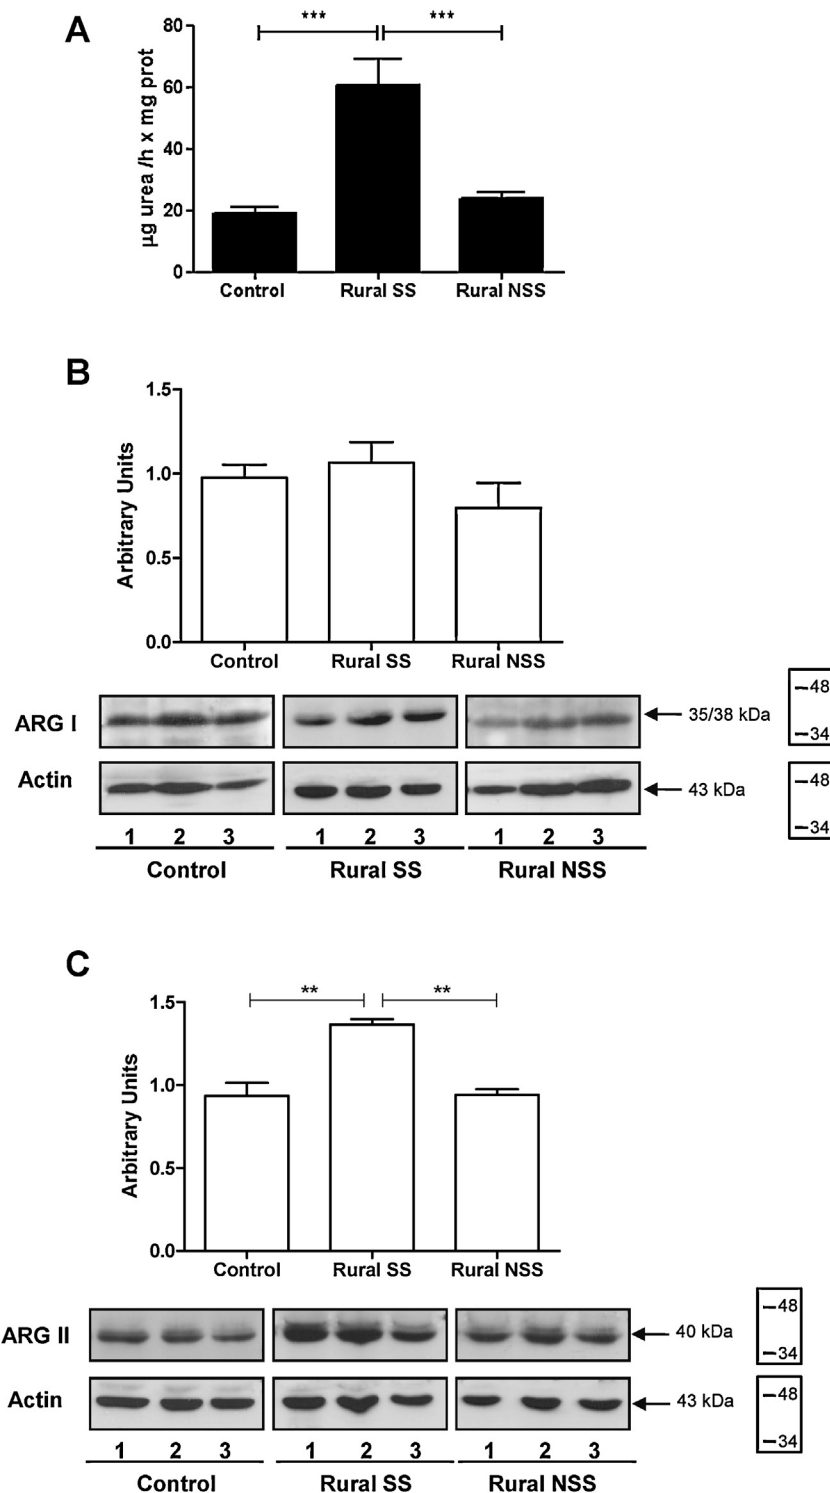 A
***
***
80
60
40
20
0
µg urea /h x mg prot
Control
Rural SS
Rural NSS
B
1.5
1.0
0.5
0.0
Arbitrary Units
Control
Rural SS
Rural NSS
ARG I
35/38 kDa
48
34
Actin
43 kDa
48
34
1 2 3
1 2 3
1 2 3
Control
Rural SS
Rural NSS
C
**
**
1.5
1.0
0.5
0.0
Arbitrary Units
Control
Rural SS
Rural NSS
ARG II
40 kDa
48
34
Actin
43 kDa
48
34
1 2 3
1 2 3
1 2 3
Control
Rural SS
Rural NSS